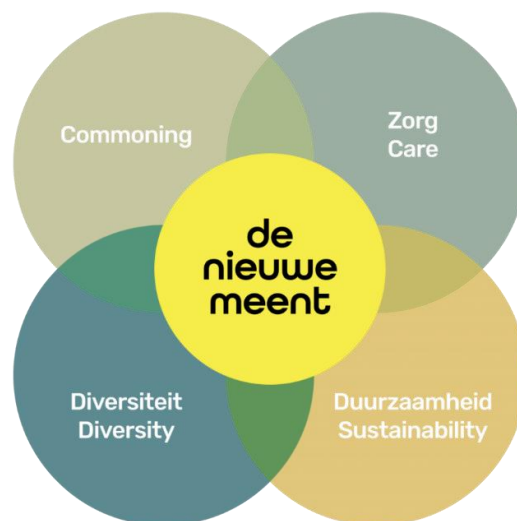 Commoning
Zorg
Care
de
nieuwe
meent
Diversiteit
Diversity
Duurzaamheid
Sustainability